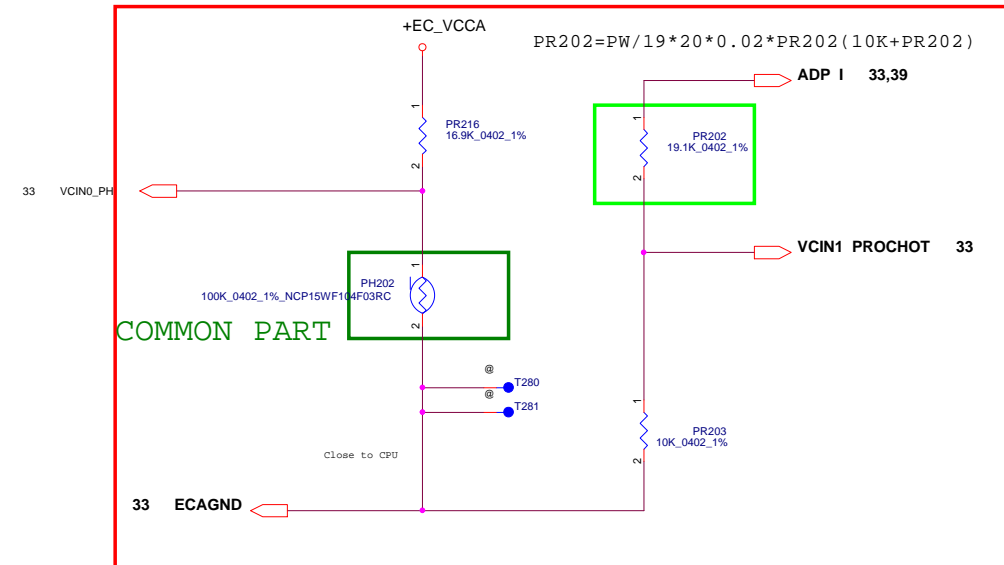 +EC_VCCA
PR202=PW/19*20*0.02*PR202(10K+PR202)
ADP I 33,39
1
PR216
16.9K_0402_1%
2
1
PR202
19.1K_0402_1%
2
33 VCIN0_PH
VCIN1 PROCHOT 33
1
PH202
100K_0402_1%_NCP15WF104F03RC
2
COMMON PART
@
T280
@
T281
1
PR203
10K_0402_1%
2
Close to CPU
33 ECAGND